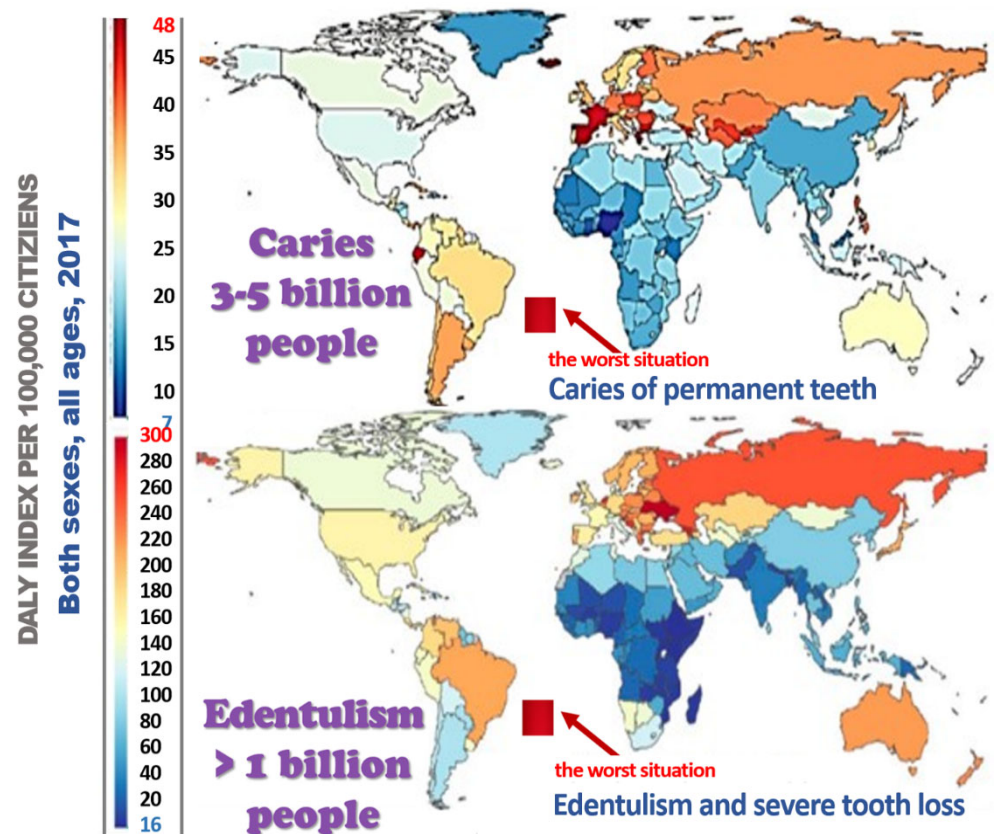 DALY INDEX PER 100,000 CITIZIENS
Both sexes, all ages, 2017
48
45
40
35
30
25
20
15
10
7
Caries
3-5 billion
people
the worst situation
Caries of permanent teeth
300
280
260
240
220
200
180
160
140
120
100
80
60
40
20
16
Edentulism
> 1 billion
people
the worst situation
Edentulism and severe tooth loss